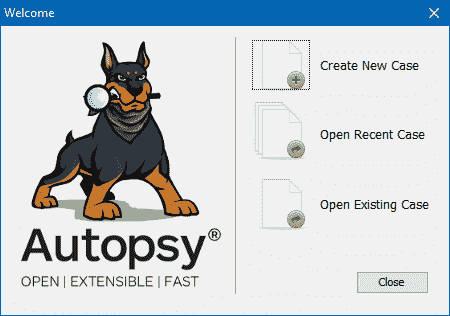 Welcome
Create New Case
Open Recent Case
Open Existing Case
Autopsy®
OPEN | EXTENSIBLE | FAST
Close